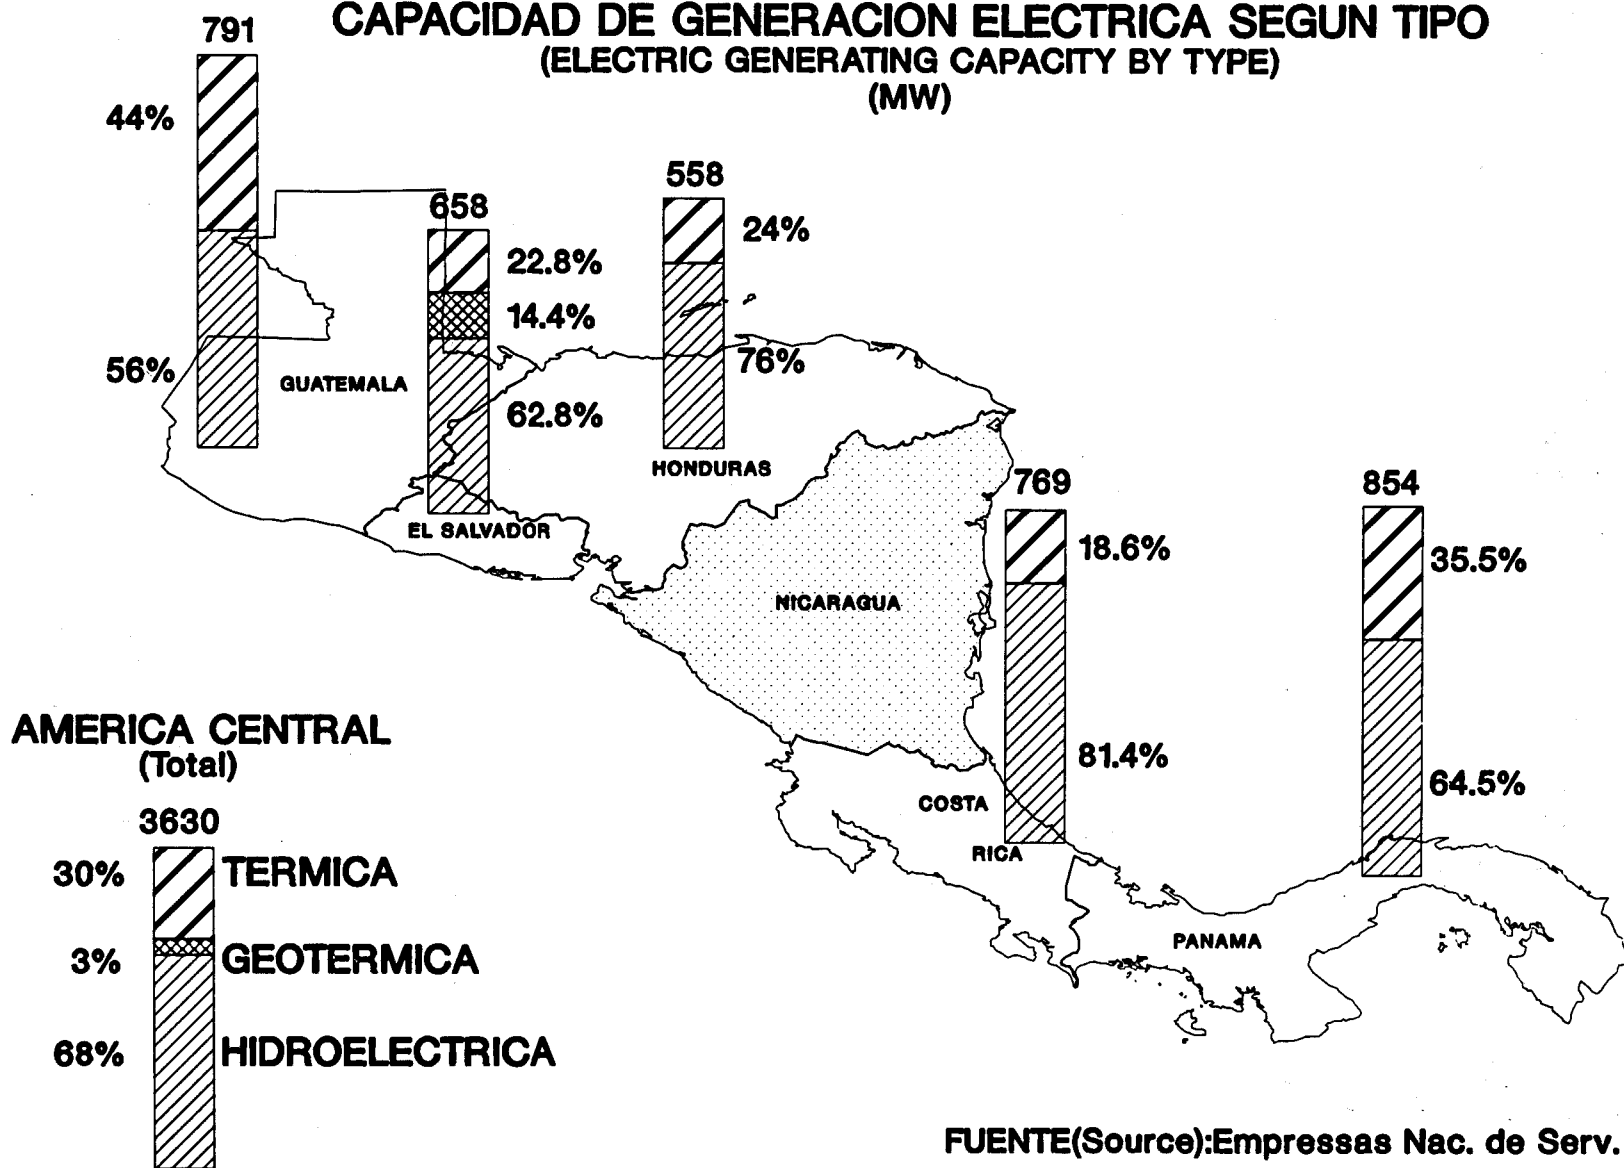 CAPACIDAD DE GENERACION ELECTRICA SEGUN TIPO
(ELECTRIC GENERATING CAPACITY BY TYPE)
(MW)
791
44%
56%
GUATEMALA
658
22.8%
14.4%
62.8%
EL SALVADOR
558
24%
76%
HONDURAS
NICARAGUA
769
18.6%
81.4%
COSTA
RICA
854
35.5%
64.5%
PANAMA
AMERICA CENTRAL
(Total)
3630
30% TERMICA
3% GEOTERMICA
68% HIDROELECTRICA
FUENTE(Source):Empressas Nac. de Serv.